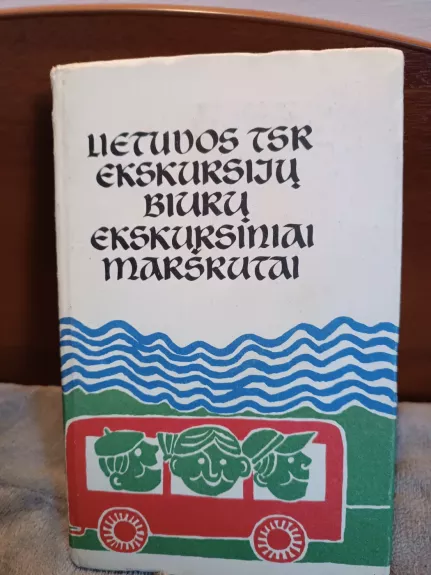 LIETUVOS TSR
EKSKURSIJŲ
BIURŲ
EKSKURSINIAI
MARŠRUTAI